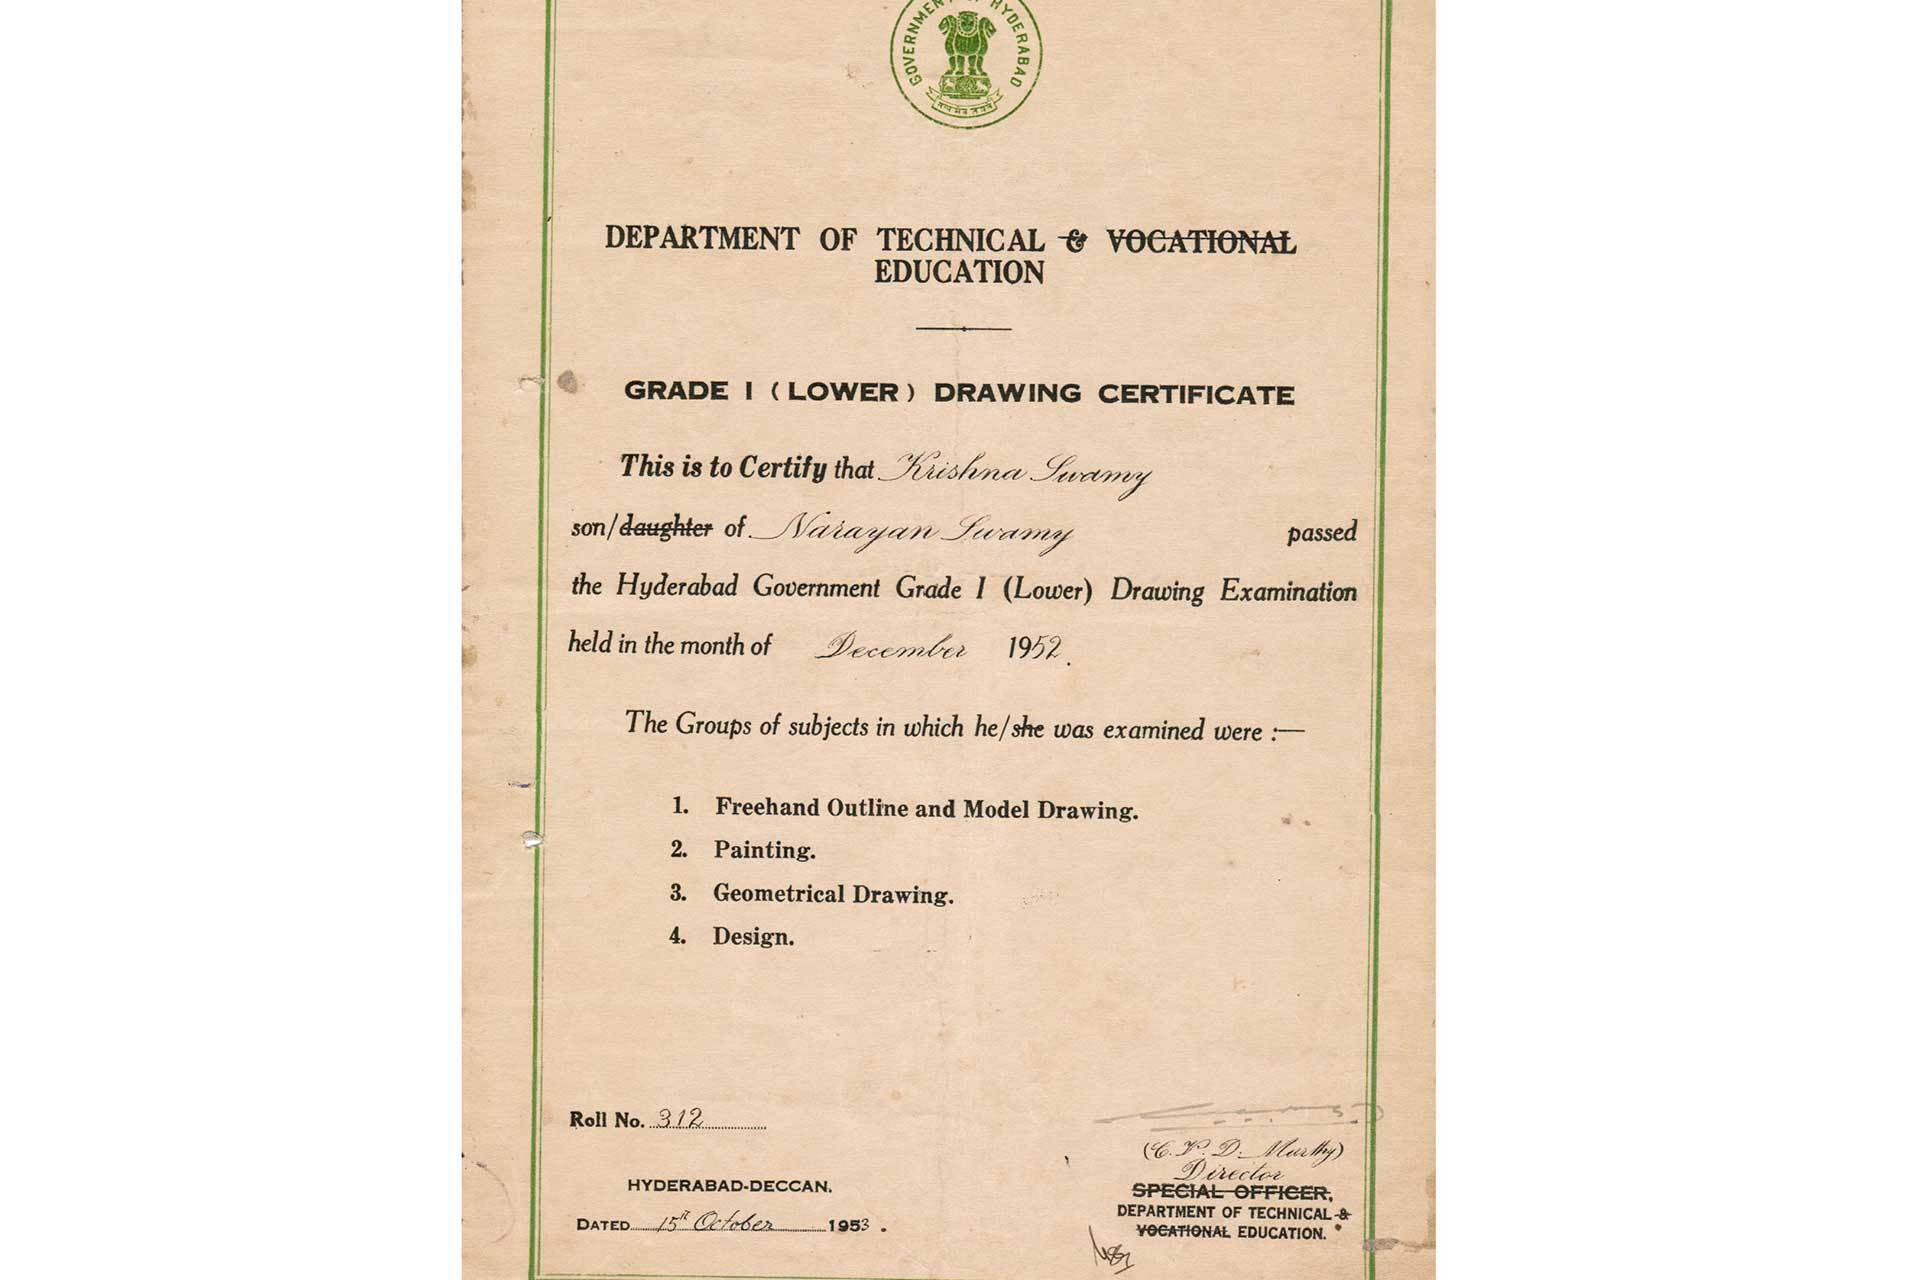 GOVERNMENT OF HYDERABAD
सत्यमेव जयते
DEPARTMENT OF TECHNICAL & VOCATIONAL
EDUCATION
GRADE I (LOWER) DRAWING CERTIFICATE
This is to Certify that Krishna Swamy
son/daughter of Narayan Swamy passed
the Hyderabad Government Grade I (Lower) Drawing Examination
held in the month of December 1952.
The Groups of subjects in which he/she was examined were :—
1. Freehand Outline and Model Drawing.
2. Painting.
3. Geometrical Drawing.
4. Design.
Roll No. 312
HYDERABAD-DECCAN.
DATED 15th October 1953.
(C. V. D. Murthy)
Director
SPECIAL OFFICER,
DEPARTMENT OF TECHNICAL &
VOCATIONAL EDUCATION.